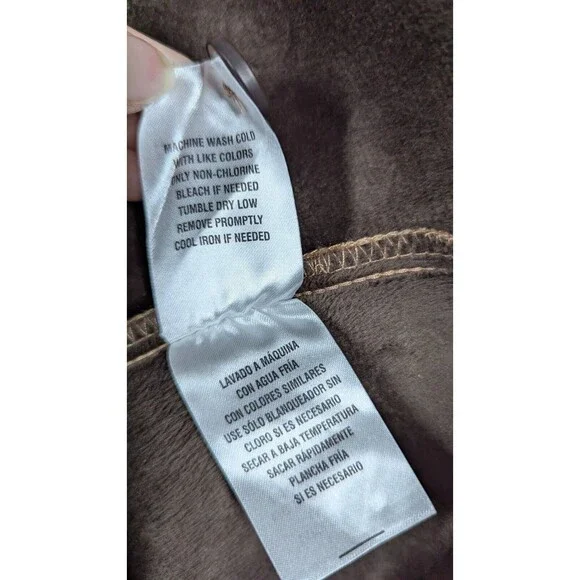 MACHINE WASH COLD
WITH LIKE COLORS
ONLY NON-CHLORINE
BLEACH IF NEEDED
TUMBLE DRY LOW
REMOVE PROMPTLY
COOL IRON IF NEEDED
LAVADO A MÁQUINA
CON AGUA FRÍA
CON COLORES SIMILARES
USE SÓLO BLANQUEADOR SIN
CLORO SI ES NECESARIO
SECAR A BAJA TEMPERATURA
SACAR RÁPIDAMENTE
PLANCHA FRÍA
SI ES NECESARIO